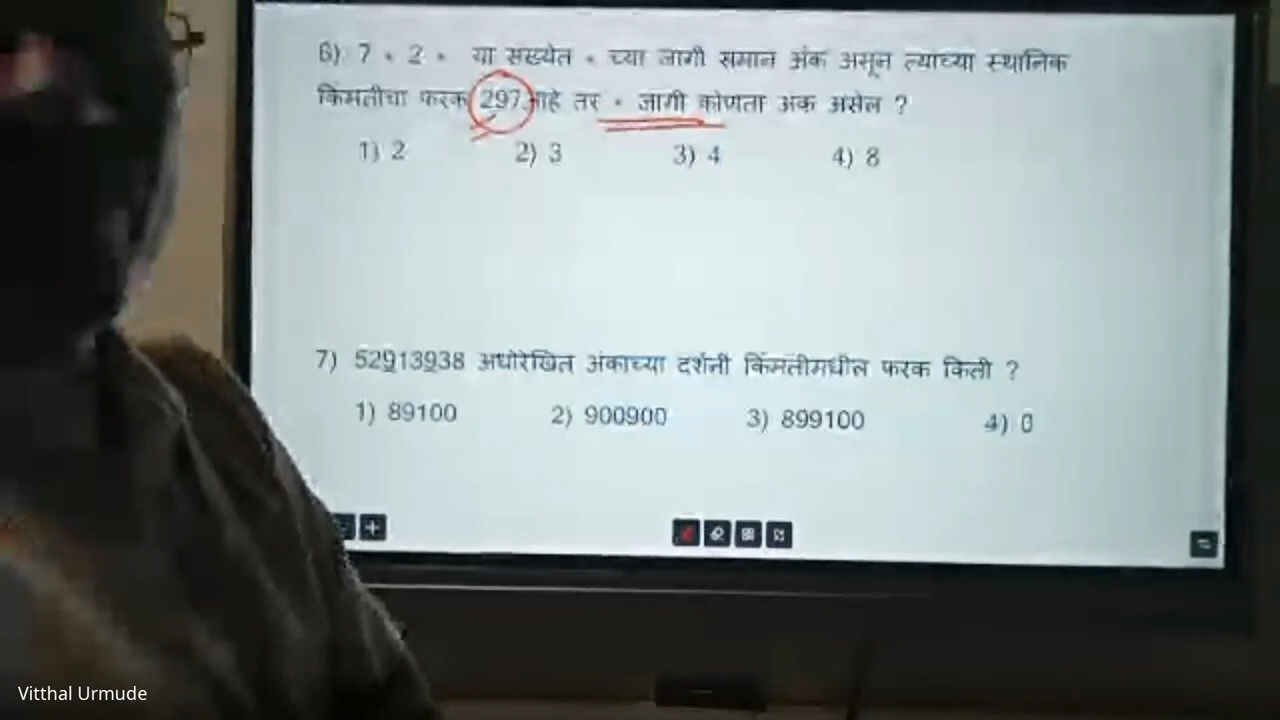 6) 7 * 2 * या संख्येत * च्या जागी समान अंक असून त्यांच्या स्थानिक
किंमतीचा फरक 297 आहे तर * जागी कोणता अंक असेल ?
1) 2 2) 3 3) 4 4) 8
7) 52913938 अधोरेखित अंकाच्या दर्शनी किंमतीमधील फरक किती ?
1) 89100 2) 900900 3) 899100 4) 0
Vitthal Urmude